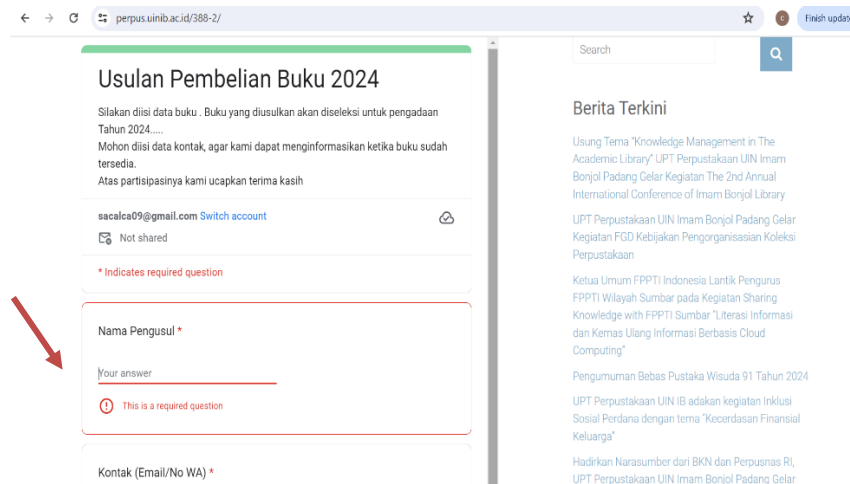 perpus.uinib.ac.id/388-2/
c
Finish update
Usulan Pembelian Buku 2024
Silakan diisi data buku . Buku yang diusulkan akan diseleksi untuk pengadaan
Tahun 2024.....
Mohon diisi data kontak, agar kami dapat menginformasikan ketika buku sudah
tersedia.
Atas partisipasinya kami ucapkan terima kasih
sacalca09@gmail.com Switch account
Not shared
* Indicates required question
Nama Pengusul *
Your answer
This is a required question
Kontak (Email/No WA) *
Search
Berita Terkini
Usung Tema "Knowledge Management in The
Academic Library" UPT Perpustakaan UIN Imam
Bonjol Padang Gelar Kegiatan The 2nd Annual
International Conference of Imam Bonjol Library
UPT Perpustakaan UIN Imam Bonjol Padang Gelar
Kegiatan FGD Kebijakan Pengorganisasian Koleksi
Perpustakaan
Ketua Umum FPPTI Indonesia Lantik Pengurus
FPPTI Wilayah Sumbar pada Kegiatan Sharing
Knowledge with FPPTI Sumbar "Literasi Informasi
dan Kemas Ulang Informasi Berbasis Cloud
Computing"
Pengumuman Bebas Pustaka Wisuda 91 Tahun 2024
UPT Perpustakaan UIN IB adakan kegiatan Inklusi
Sosial Perdana dengan tema "Kecerdasan Finansial
Keluarga"
Hadirkan Narasumber dari BKN dan Perpusnas RI,
UPT Perpustakaan UIN Imam Bonjol Padang Gelar